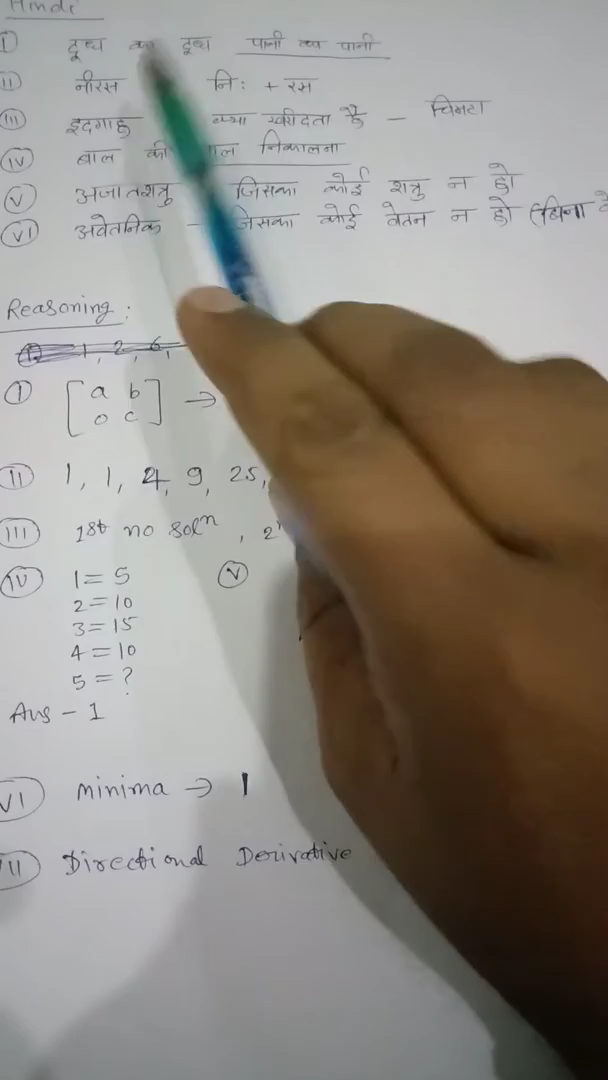 Hindi
I दूध का दूध पानी का पानी
II नीरस निः + रस
III इदगाह क्या खरीदता है - चिमटा
IV बाल की निकालना
V अजातशत्रु जिसका कोई शत्रु न हो
VI अवेतनिक - जिसका कोई वेतन न हो (बिना
Reasoning :
1, 2, 6,
I [a b →
o c]
II 1, 1, 4, 9, 25,
III 1st no solⁿ,
IV 1 = 5 V
2 = 10
3 = 15
4 = 10
5 = ?
Ans - 1
VI minima → 1
Directional Derivative